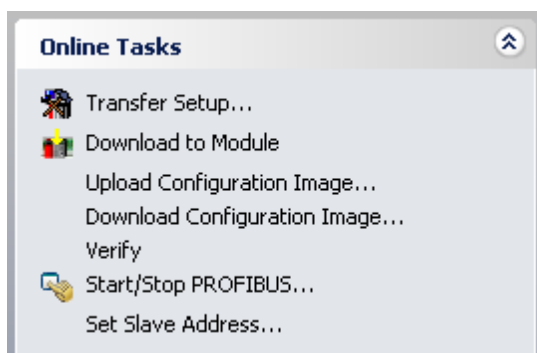 Online Tasks
Transfer Setup...
Download to Module
Upload Configuration Image...
Download Configuration Image...
Verify
Start/Stop PROFIBUS...
Set Slave Address...